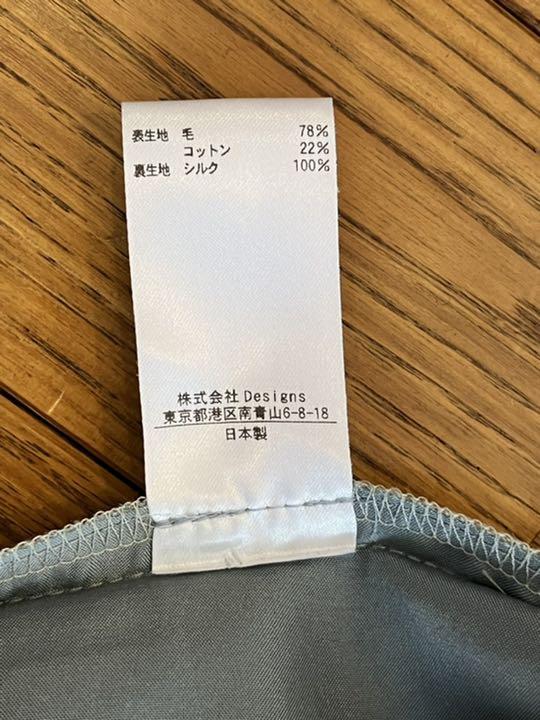 表生地 毛 78%
コットン 22%
裏生地 シルク 100%
株式会社Designs
東京都港区南青山6-8-18
日本製